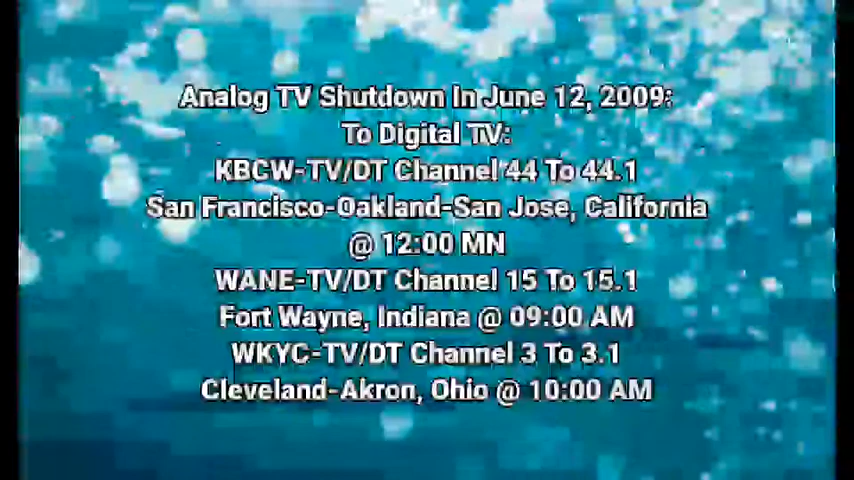 Analog TV Shutdown In June 12, 2009:
To Digital TV:
KBCW-TV/DT Channel 44 To 44.1
San Francisco-Oakland-San Jose, California
@ 12:00 MN
WANE-TV/DT Channel 15 To 15.1
Fort Wayne, Indiana @ 09:00 AM
WKYC-TV/DT Channel 3 To 3.1
Cleveland-Akron, Ohio @ 10:00 AM